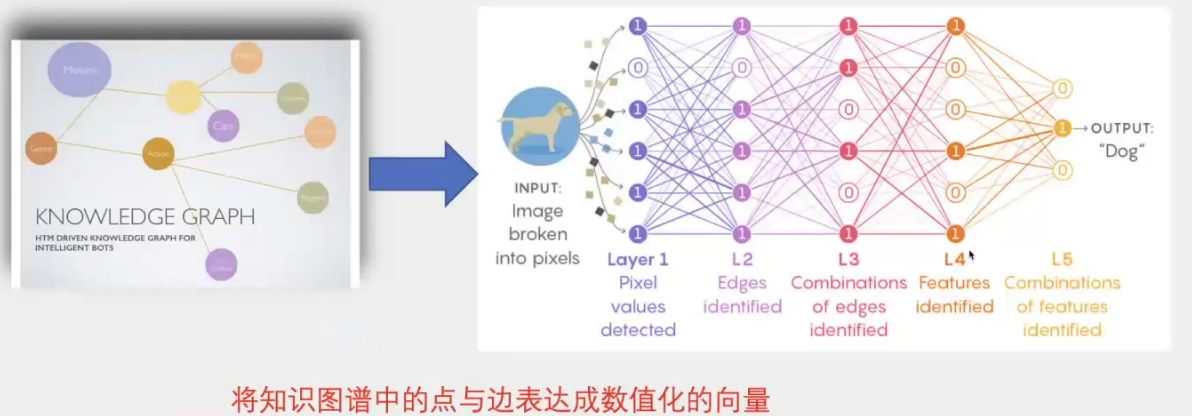 Movies
Cars
Genre
Action
KNOWLEDGE GRAPH
HTM DRIVEN KNOWLEDGE GRAPH FOR
INTELLIGENT BOTS
INPUT:
Image
broken
into pixels
1
0
1
1
1
1
Layer 1
Pixel
values
detected
1
0
1
1
1
1
L2
Edges
identified
1
1
0
1
0
1
L3
Combinations
of edges
identified
1
0
0
1
0
1
L4
Features
identified
0
1
0
L5
Combinations
of features
identified
OUTPUT:
"Dog"
将知识图谱中的点与边表达成数值化的向量